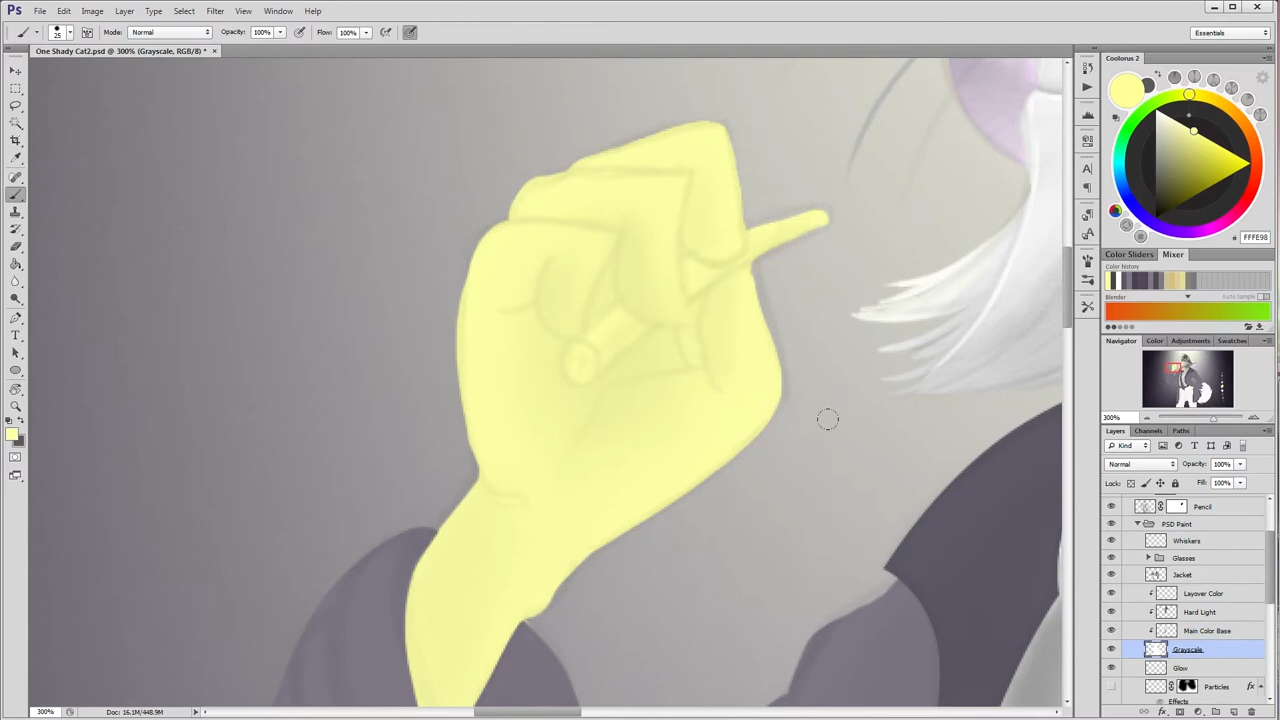 Ps File Edit Image Layer Type Select Filter View Window Help
25 Mode: Normal Opacity: 100% Flow: 100% Essentials
One Shady Cat2.psd @ 300% (Grayscale, RGB/8) * ×
Coolorus 2
# FFFE98
Color Sliders Mixer
Color history
Blender Auto Sample
Navigator Color Adjustments Swatches
300%
Layers Channels Paths
Kind
Normal Opacity: 100%
Lock: Fill: 100%
Pencil
PSD Paint
Whiskers
Glasses
Jacket
Layover Color
Hard Light
Main Color Base
Grayscale
Glow
Particles fx
Effects
300% Doc: 16.1M/448.9M